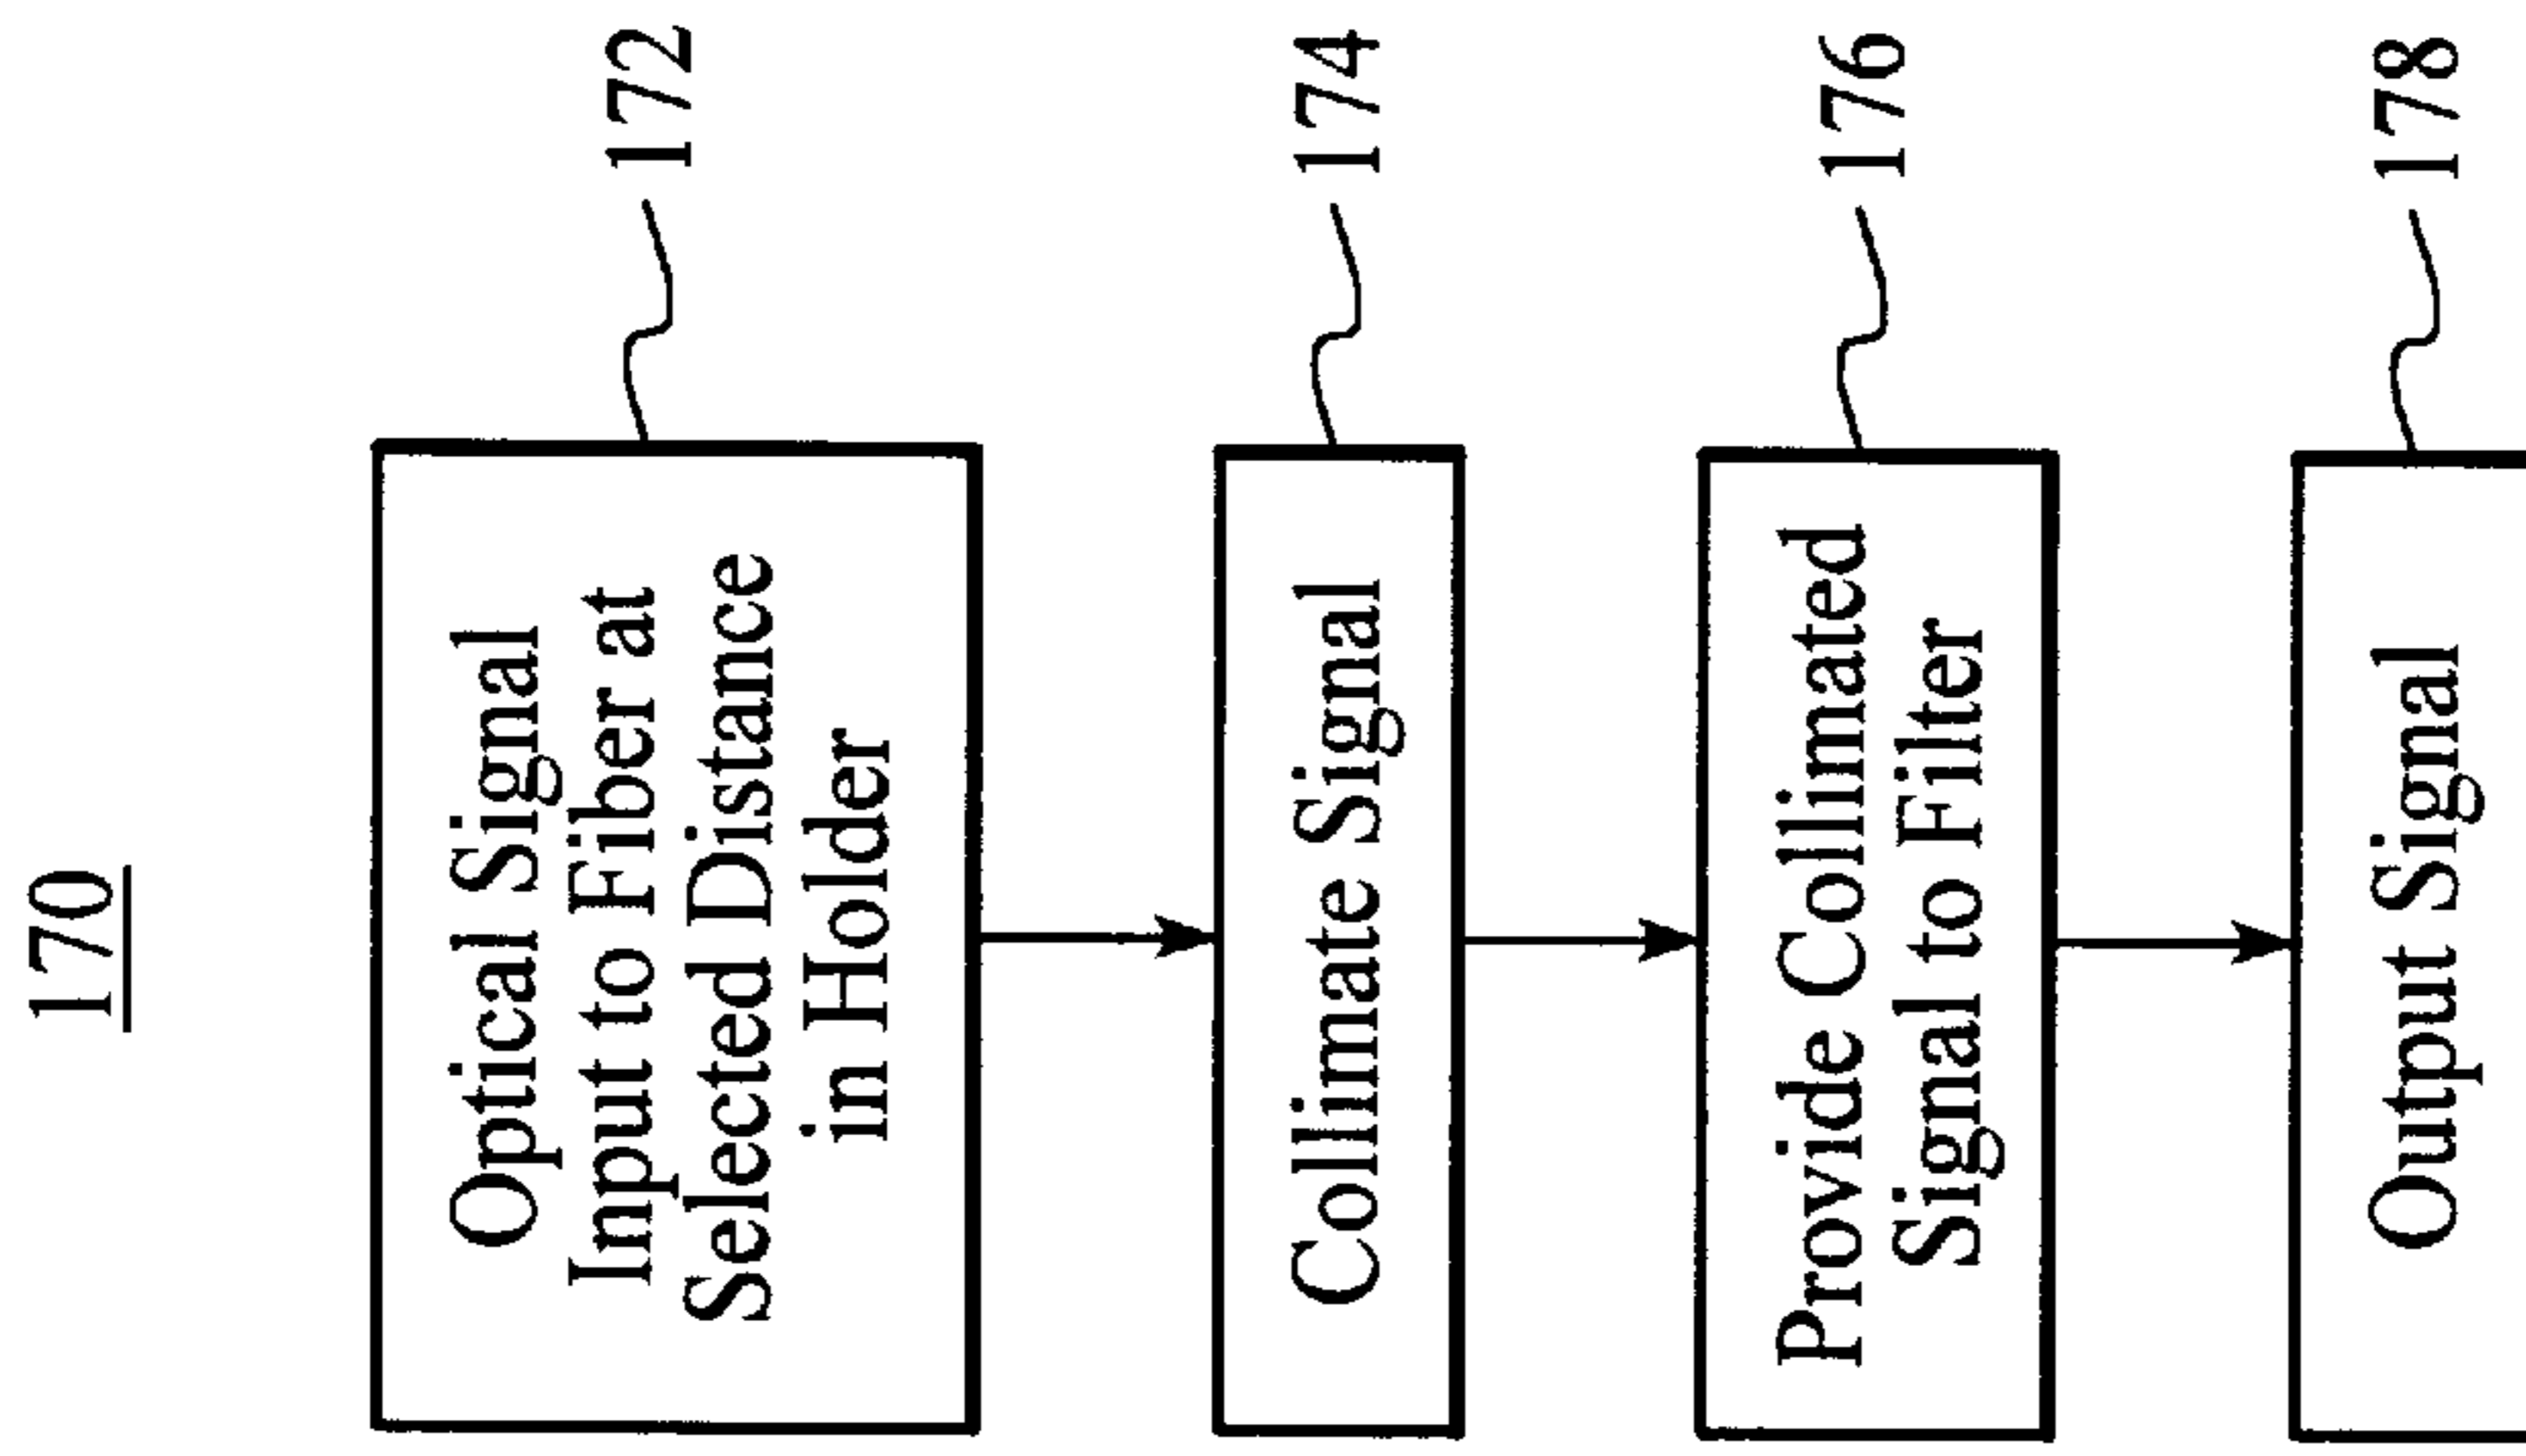 170
Optical Signal
Input to Fiber at
Selected Distance
in Holder
172
Collimate Signal
174
Provide Collimated
Signal to Filter
176
Output Signal
178